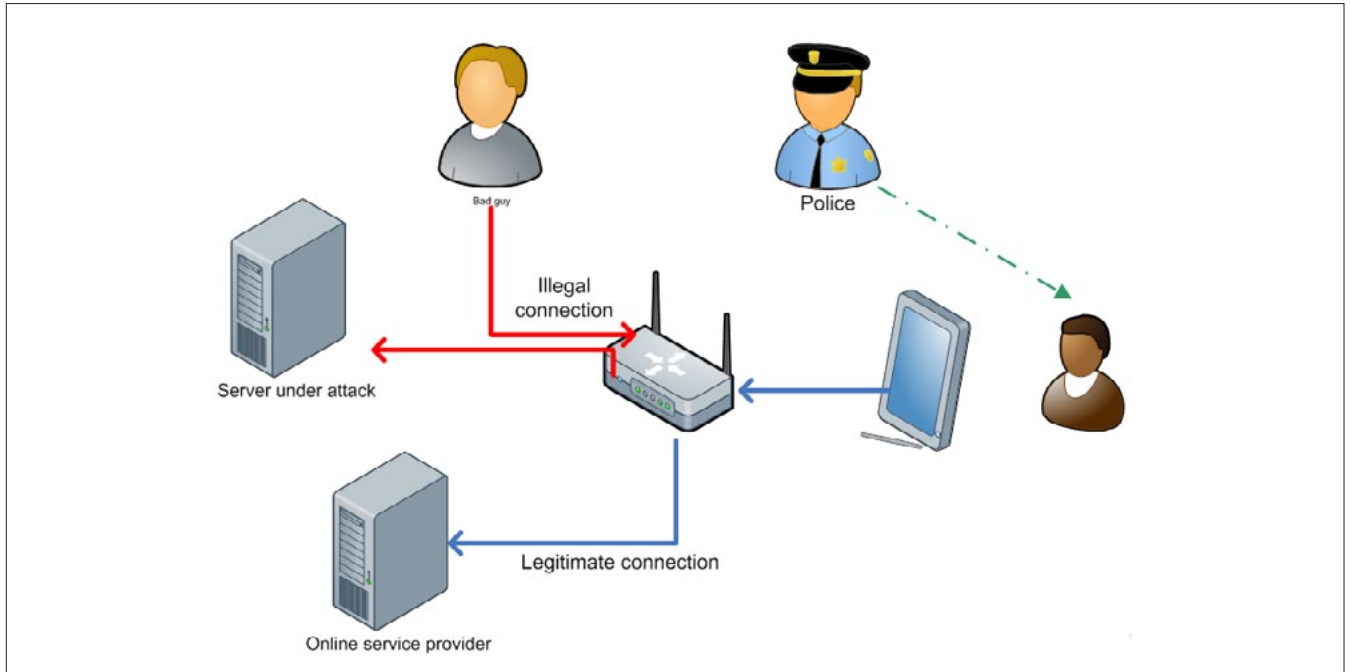 Bad guy
Police
Illegal
connection
Server under attack
Legitimate connection
Online service provider